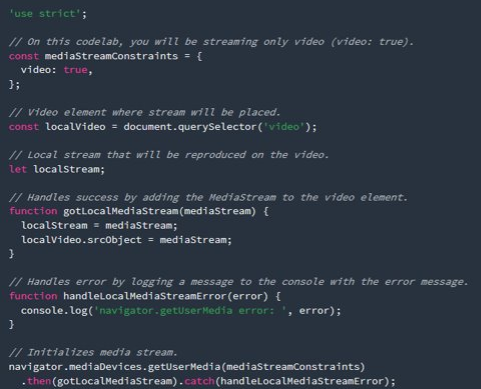 'use strict';
// On this codelab, you will be streaming only video (video: true).
const mediaStreamConstraints = {
  video: true,
};
// Video element where stream will be placed.
const localVideo = document.querySelector('video');
// Local stream that will be reproduced on the video.
let localStream;
// Handles success by adding the MediaStream to the video element.
function gotLocalMediaStream(mediaStream) {
  localStream = mediaStream;
  localVideo.srcObject = mediaStream;
}
// Handles error by logging a message to the console with the error message.
function handleLocalMediaStreamError(error) {
  console.log('navigator.getUserMedia error: ', error);
}
// Initializes media stream.
navigator.mediaDevices.getUserMedia(mediaStreamConstraints)
  .then(gotLocalMediaStream).catch(handleLocalMediaStreamError);